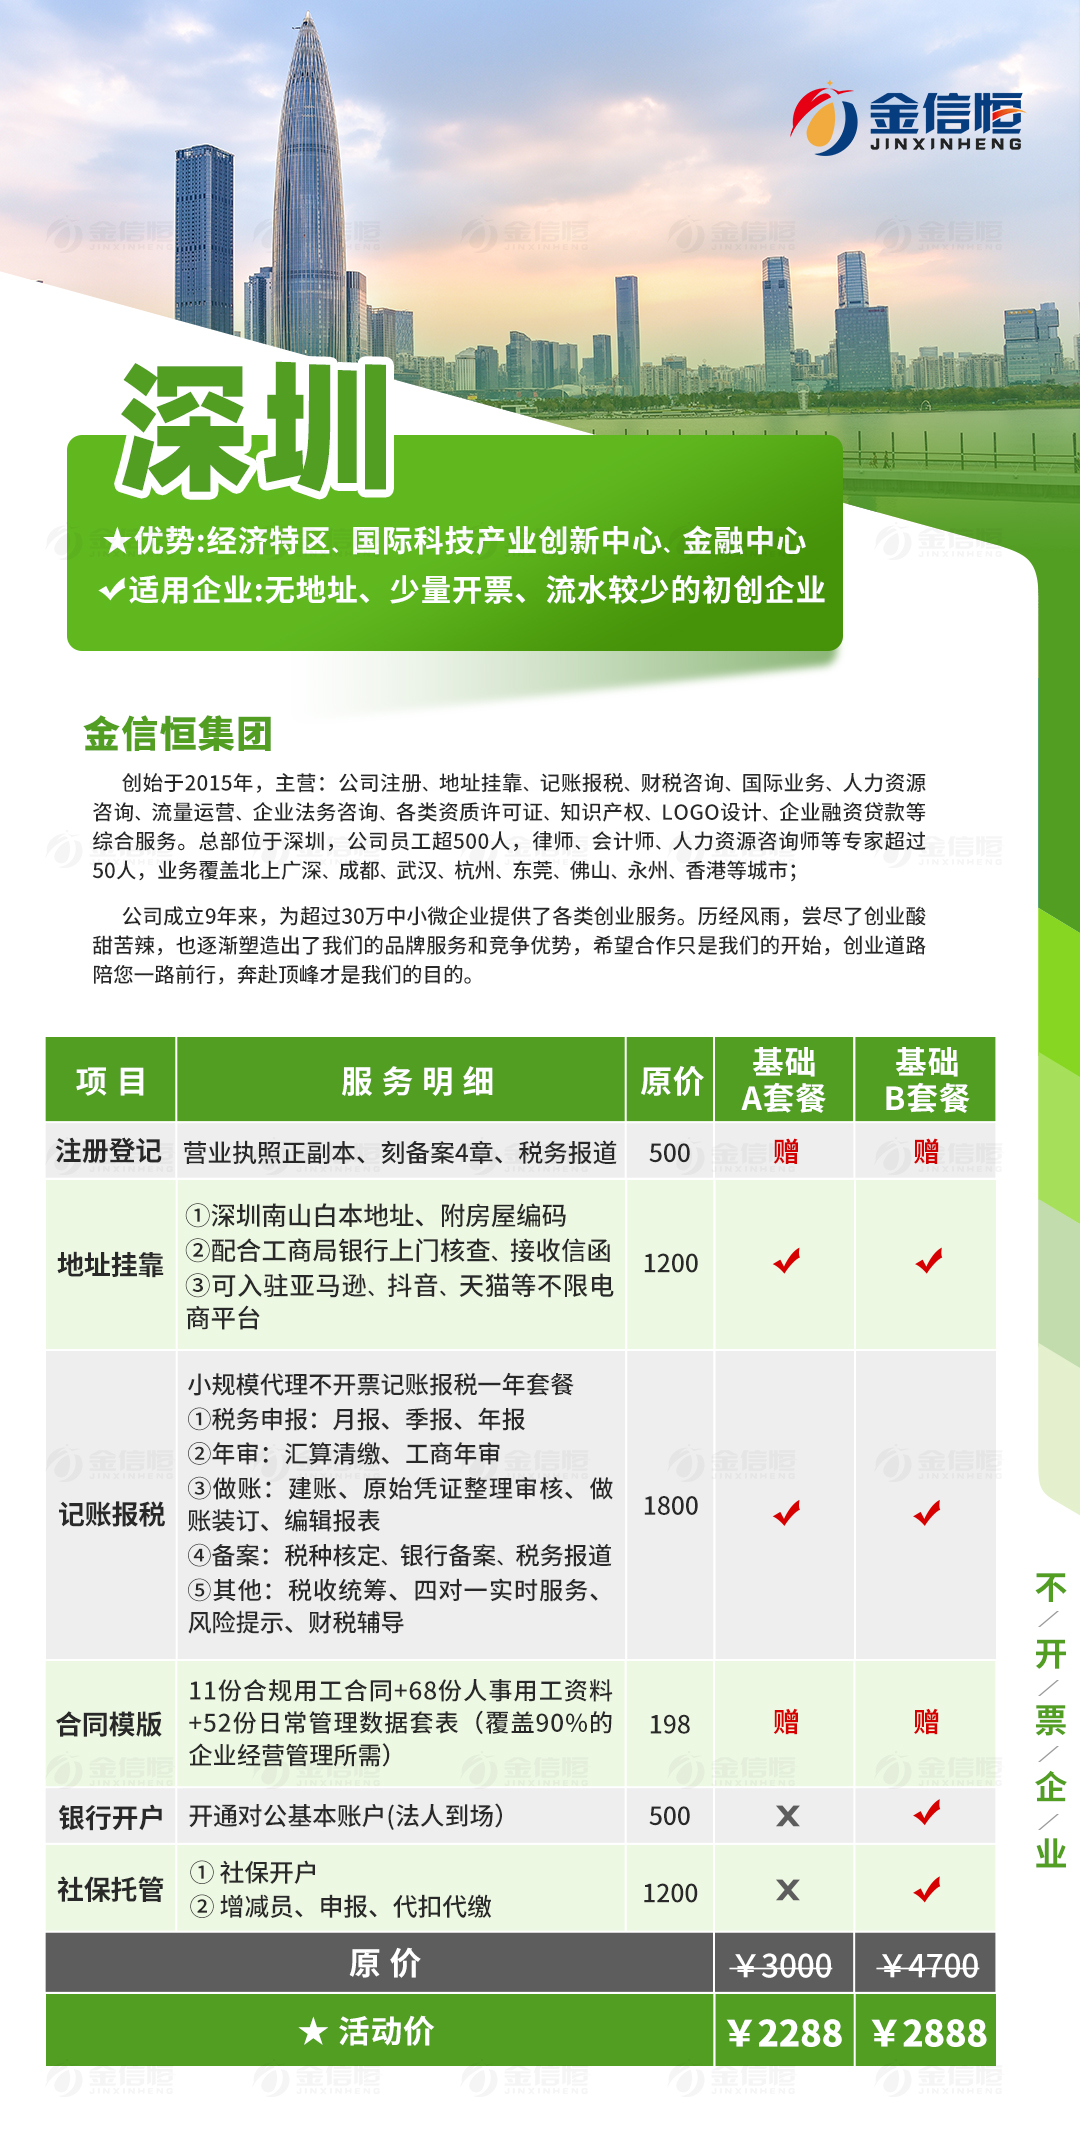 金信恒
JINXINHENG
深圳
★优势:经济特区、国际科技产业创新中心、金融中心
✔适用企业:无地址、少量开票、流水较少的初创企业
金信恒集团
创始于2015年，主营：公司注册、地址挂靠、记账报税、财税咨询、国际业务、人力资源
咨询、流量运营、企业法务咨询、各类资质许可证、知识产权、LOGO设计、企业融资贷款等
综合服务。总部位于深圳，公司员工超500人，律师、会计师、人力资源咨询师等专家超过
50人，业务覆盖北上广深、成都、武汉、杭州、东莞、佛山、永州、香港等城市；
公司成立9年来，为超过30万中小微企业提供了各类创业服务。历经风雨，尝尽了创业酸
甜苦辣，也逐渐塑造出了我们的品牌服务和竞争优势，希望合作只是我们的开始，创业道路
陪您一路前行，奔赴顶峰才是我们的目的。
项目 服务明细 原价 基础A套餐 基础B套餐
注册登记 营业执照正副本、刻备案4章、税务报道 500 赠 赠
地址挂靠
①深圳南山白本地址、附房屋编码
②配合工商局银行上门核查、接收信函
③可入驻亚马逊、抖音、天猫等不限电
商平台
1200 ✔ ✔
记账报税
小规模代理不开票记账报税一年套餐
①税务申报：月报、季报、年报
②年审：汇算清缴、工商年审
③做账：建账、原始凭证整理审核、做
账装订、编辑报表
④备案：税种核定、银行备案、税务报道
⑤其他：税收统筹、四对一实时服务、
风险提示、财税辅导
1800 ✔ ✔
合同模版
11份合规用工合同+68份人事用工资料
+52份日常管理数据套表（覆盖90%的
企业经营管理所需）
198 赠 赠
银行开户 开通对公基本账户(法人到场） 500 X ✔
社保托管
① 社保开户
② 增减员、申报、代扣代缴
1200 X ✔
原价 ￥3000 ￥4700
★ 活动价 ￥2288 ￥2888
不/开/票/企/业